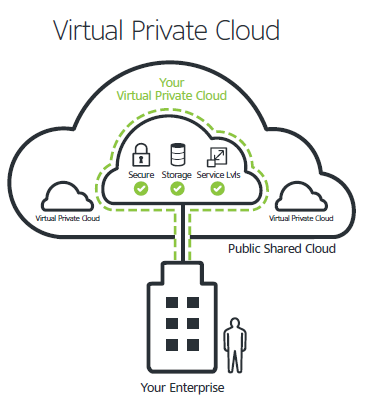 Virtual Private Cloud
Your
Virtual Private Cloud
Secure Storage Service Lvls
Virtual Private Cloud Virtual Private Cloud
Public Shared Cloud
Your Enterprise